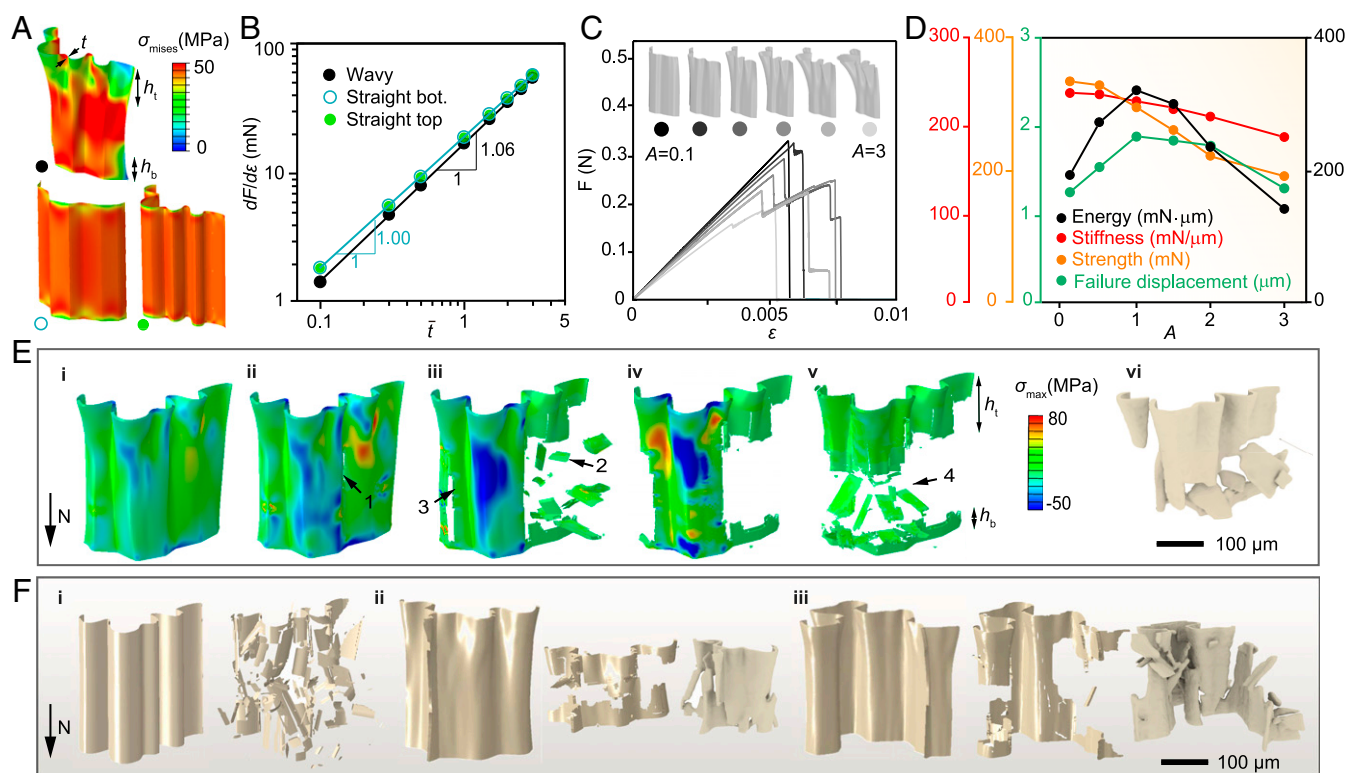 A
t
σmises(MPa)
50
0
ht
hb
B
100
10
1
dF/dε (mN)
Wavy
Straight bot.
Straight top
1.06
1
1.00
1
0.1
1
5
t̄
C
0.5
0.4
0.3
0.2
0.1
0
F (N)
A=0.1
A=3
0
0.005
0.01
ε
D
300
200
100
0
400
200
0
3
2
1
0
400
200
0
Energy (mN·μm)
Stiffness (mN/μm)
Strength (mN)
Failure displacement (μm)
0
1
2
3
A
E
i
ii
iii
iv
v
vi
N
1
2
3
4
ht
hb
σmax(MPa)
80
-50
100 μm
F
i
ii
iii
N
100 μm